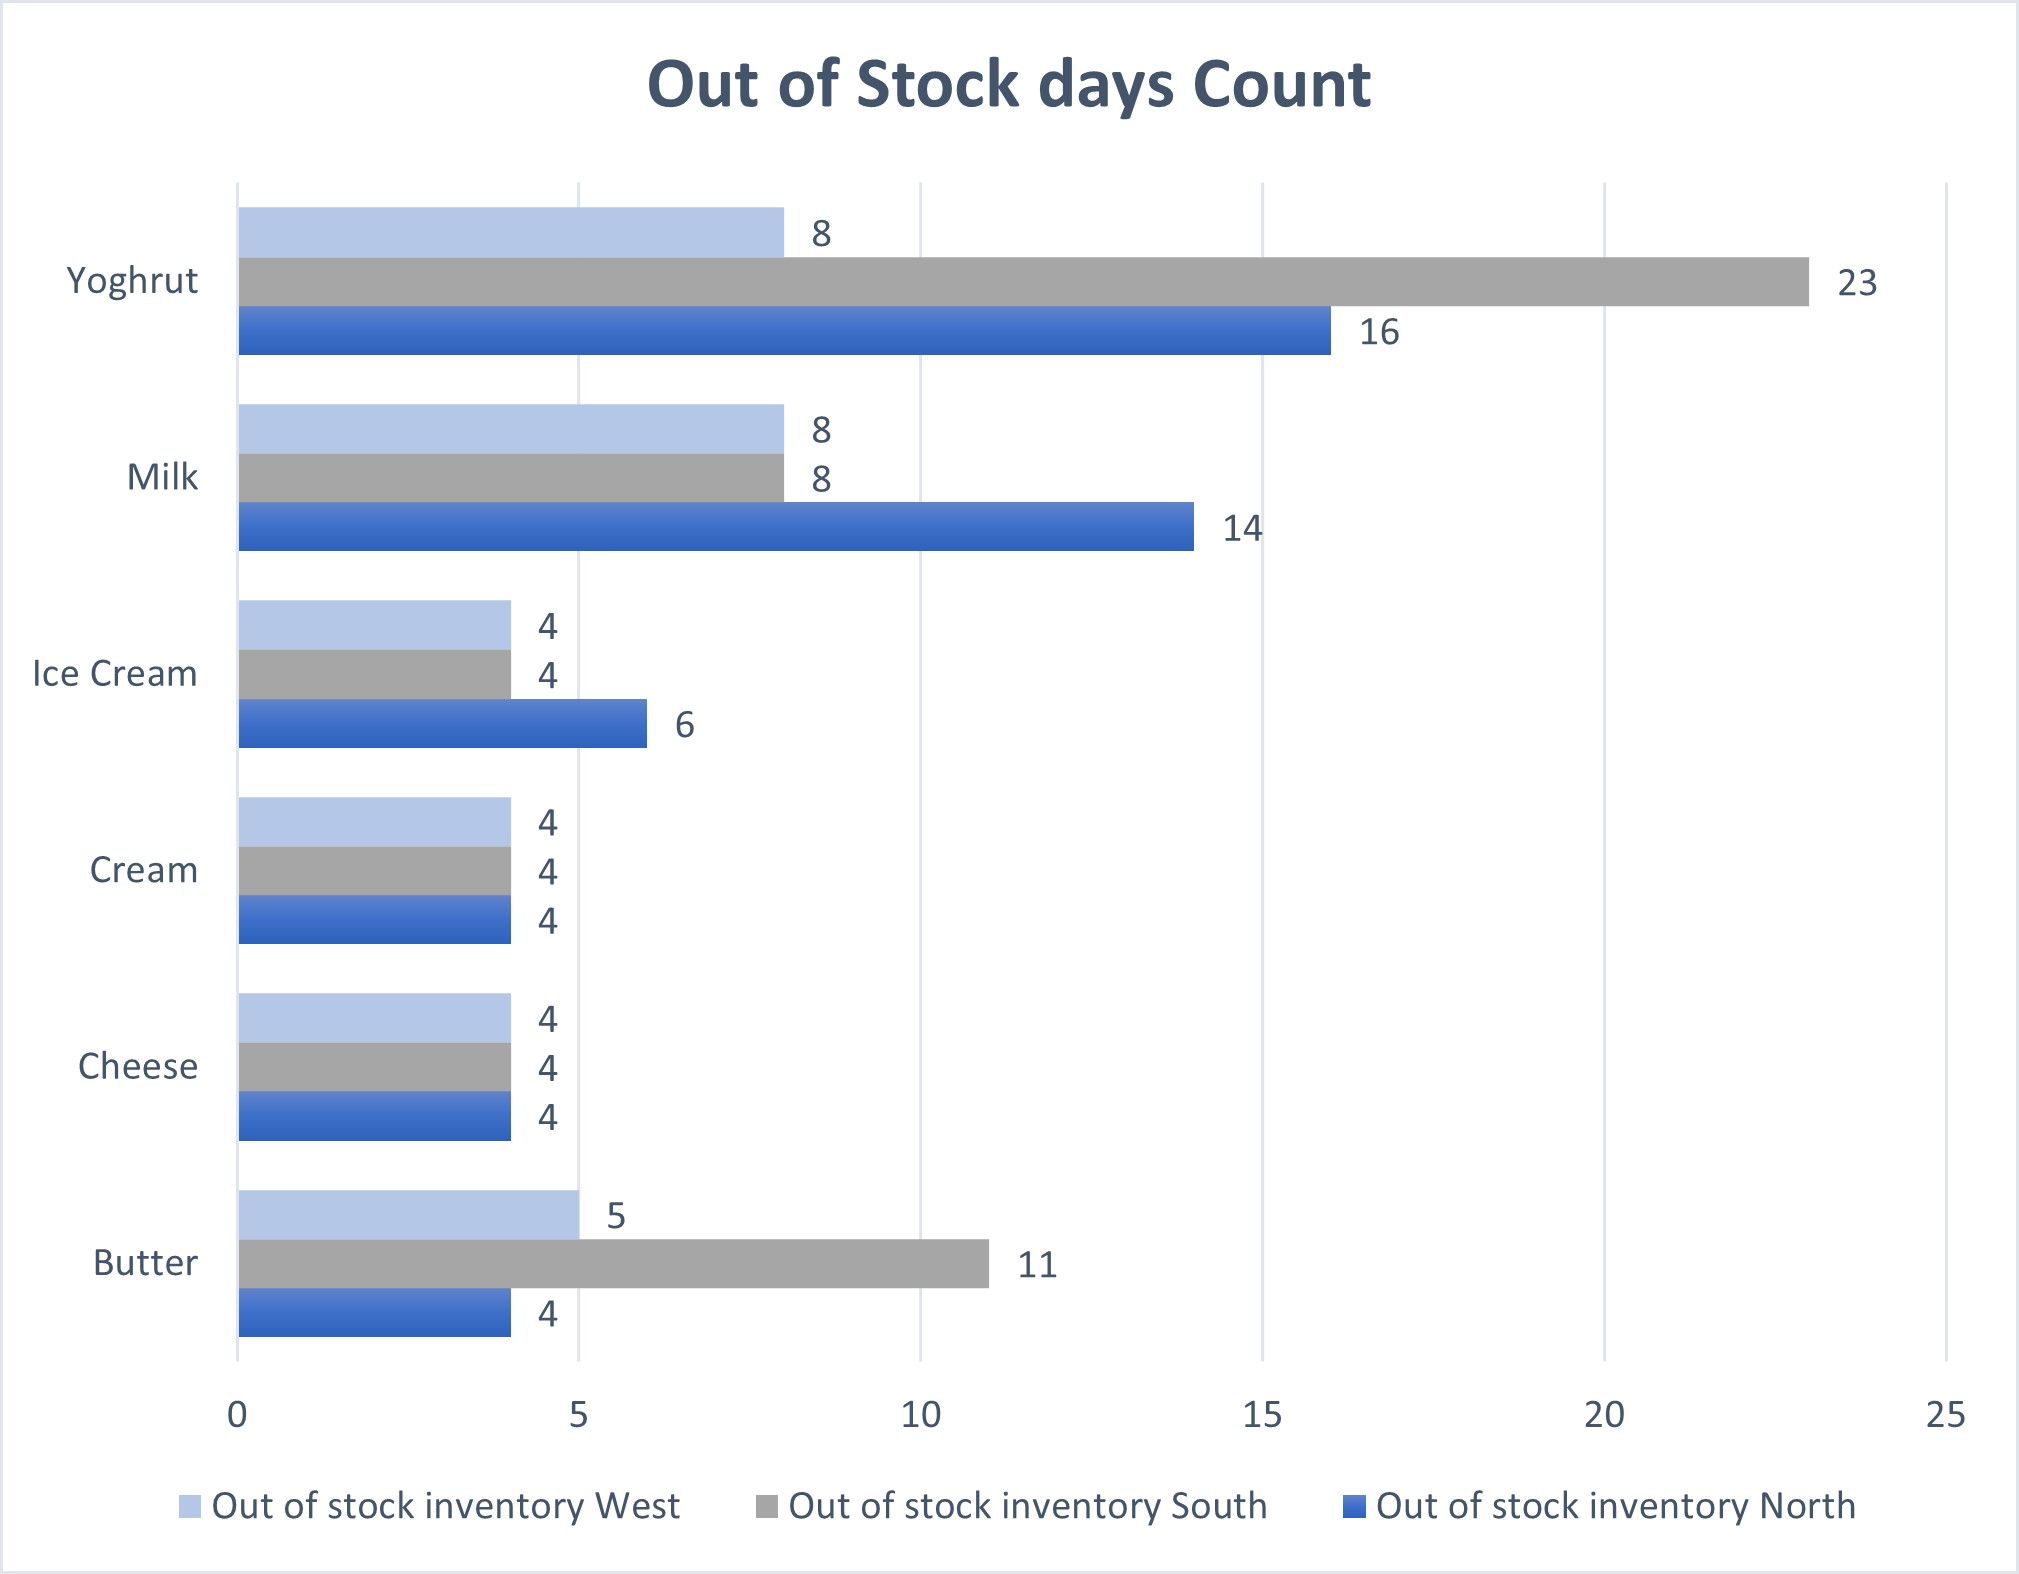 Out of Stock days Count
8
Yoghrut
23
16
8
Milk
8
14
4
Ice Cream
4
6
4
Cream
4
4
4
Cheese
4
4
5
Butter
11
4
0 5 10 15 20 25
Out of stock inventory West Out of stock inventory South Out of stock inventory North